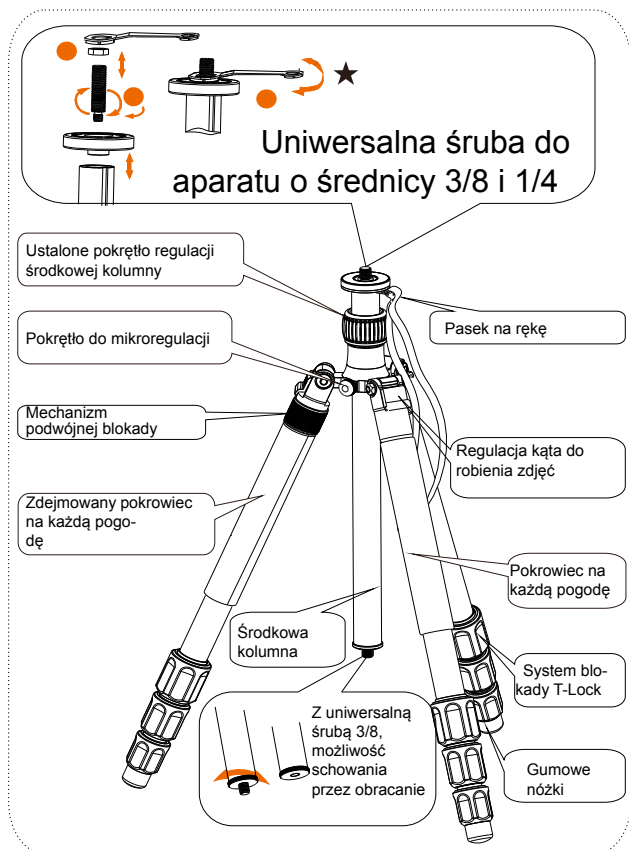 Uniwersalna śruba do
aparatu o średnicy 3/8 i 1/4
Ustalone pokrętło regulacji
środkowej kolumny
Pasek na rękę
Pokrętło do mikroregulacji
Mechanizm
podwójnej blokady
Regulacja kąta do
robienia zdjęć
Zdejmowany pokrowiec
na każdą pogo-
dę
Pokrowiec na
każdą pogodę
Środkowa
kolumna
System blo-
kady T-Lock
Z uniwersalną
śrubą 3/8,
możliwość
schowania
przez obracanie
Gumowe
nóżki